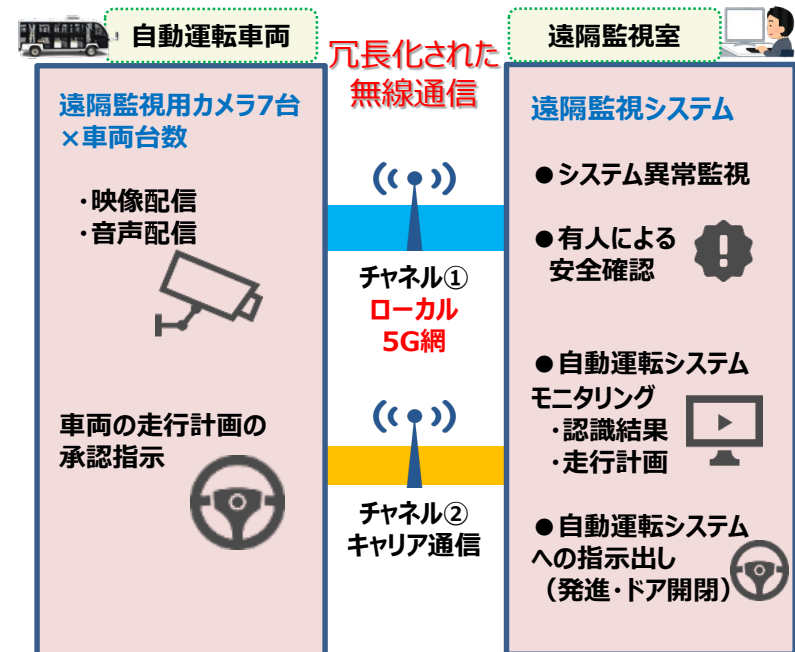 自動運転車両
遠隔監視用カメラ7台
×車両台数
・映像配信
・音声配信
車両の走行計画の
承認指示
冗長化された
無線通信
チャネル①
ローカル
5G網
チャネル②
キャリア通信
遠隔監視室
遠隔監視システム
●システム異常監視
●有人による
安全確認
●自動運転システム
モニタリング
・認識結果
・走行計画
●自動運転システム
への指示出し
（発進・ドア開閉）